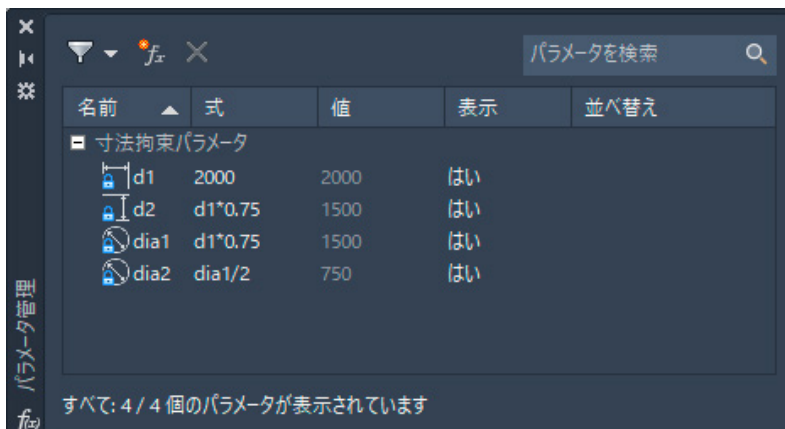 パラメータを検索
名前 式 値 表示 並べ替え
寸法拘束パラメータ
d1 2000 2000 はい
d2 d1*0.75 1500 はい
dia1 d1*0.75 1500 はい
dia2 dia1/2 750 はい
すべて: 4 / 4 個のパラメータが表示されています
パラメータ管理